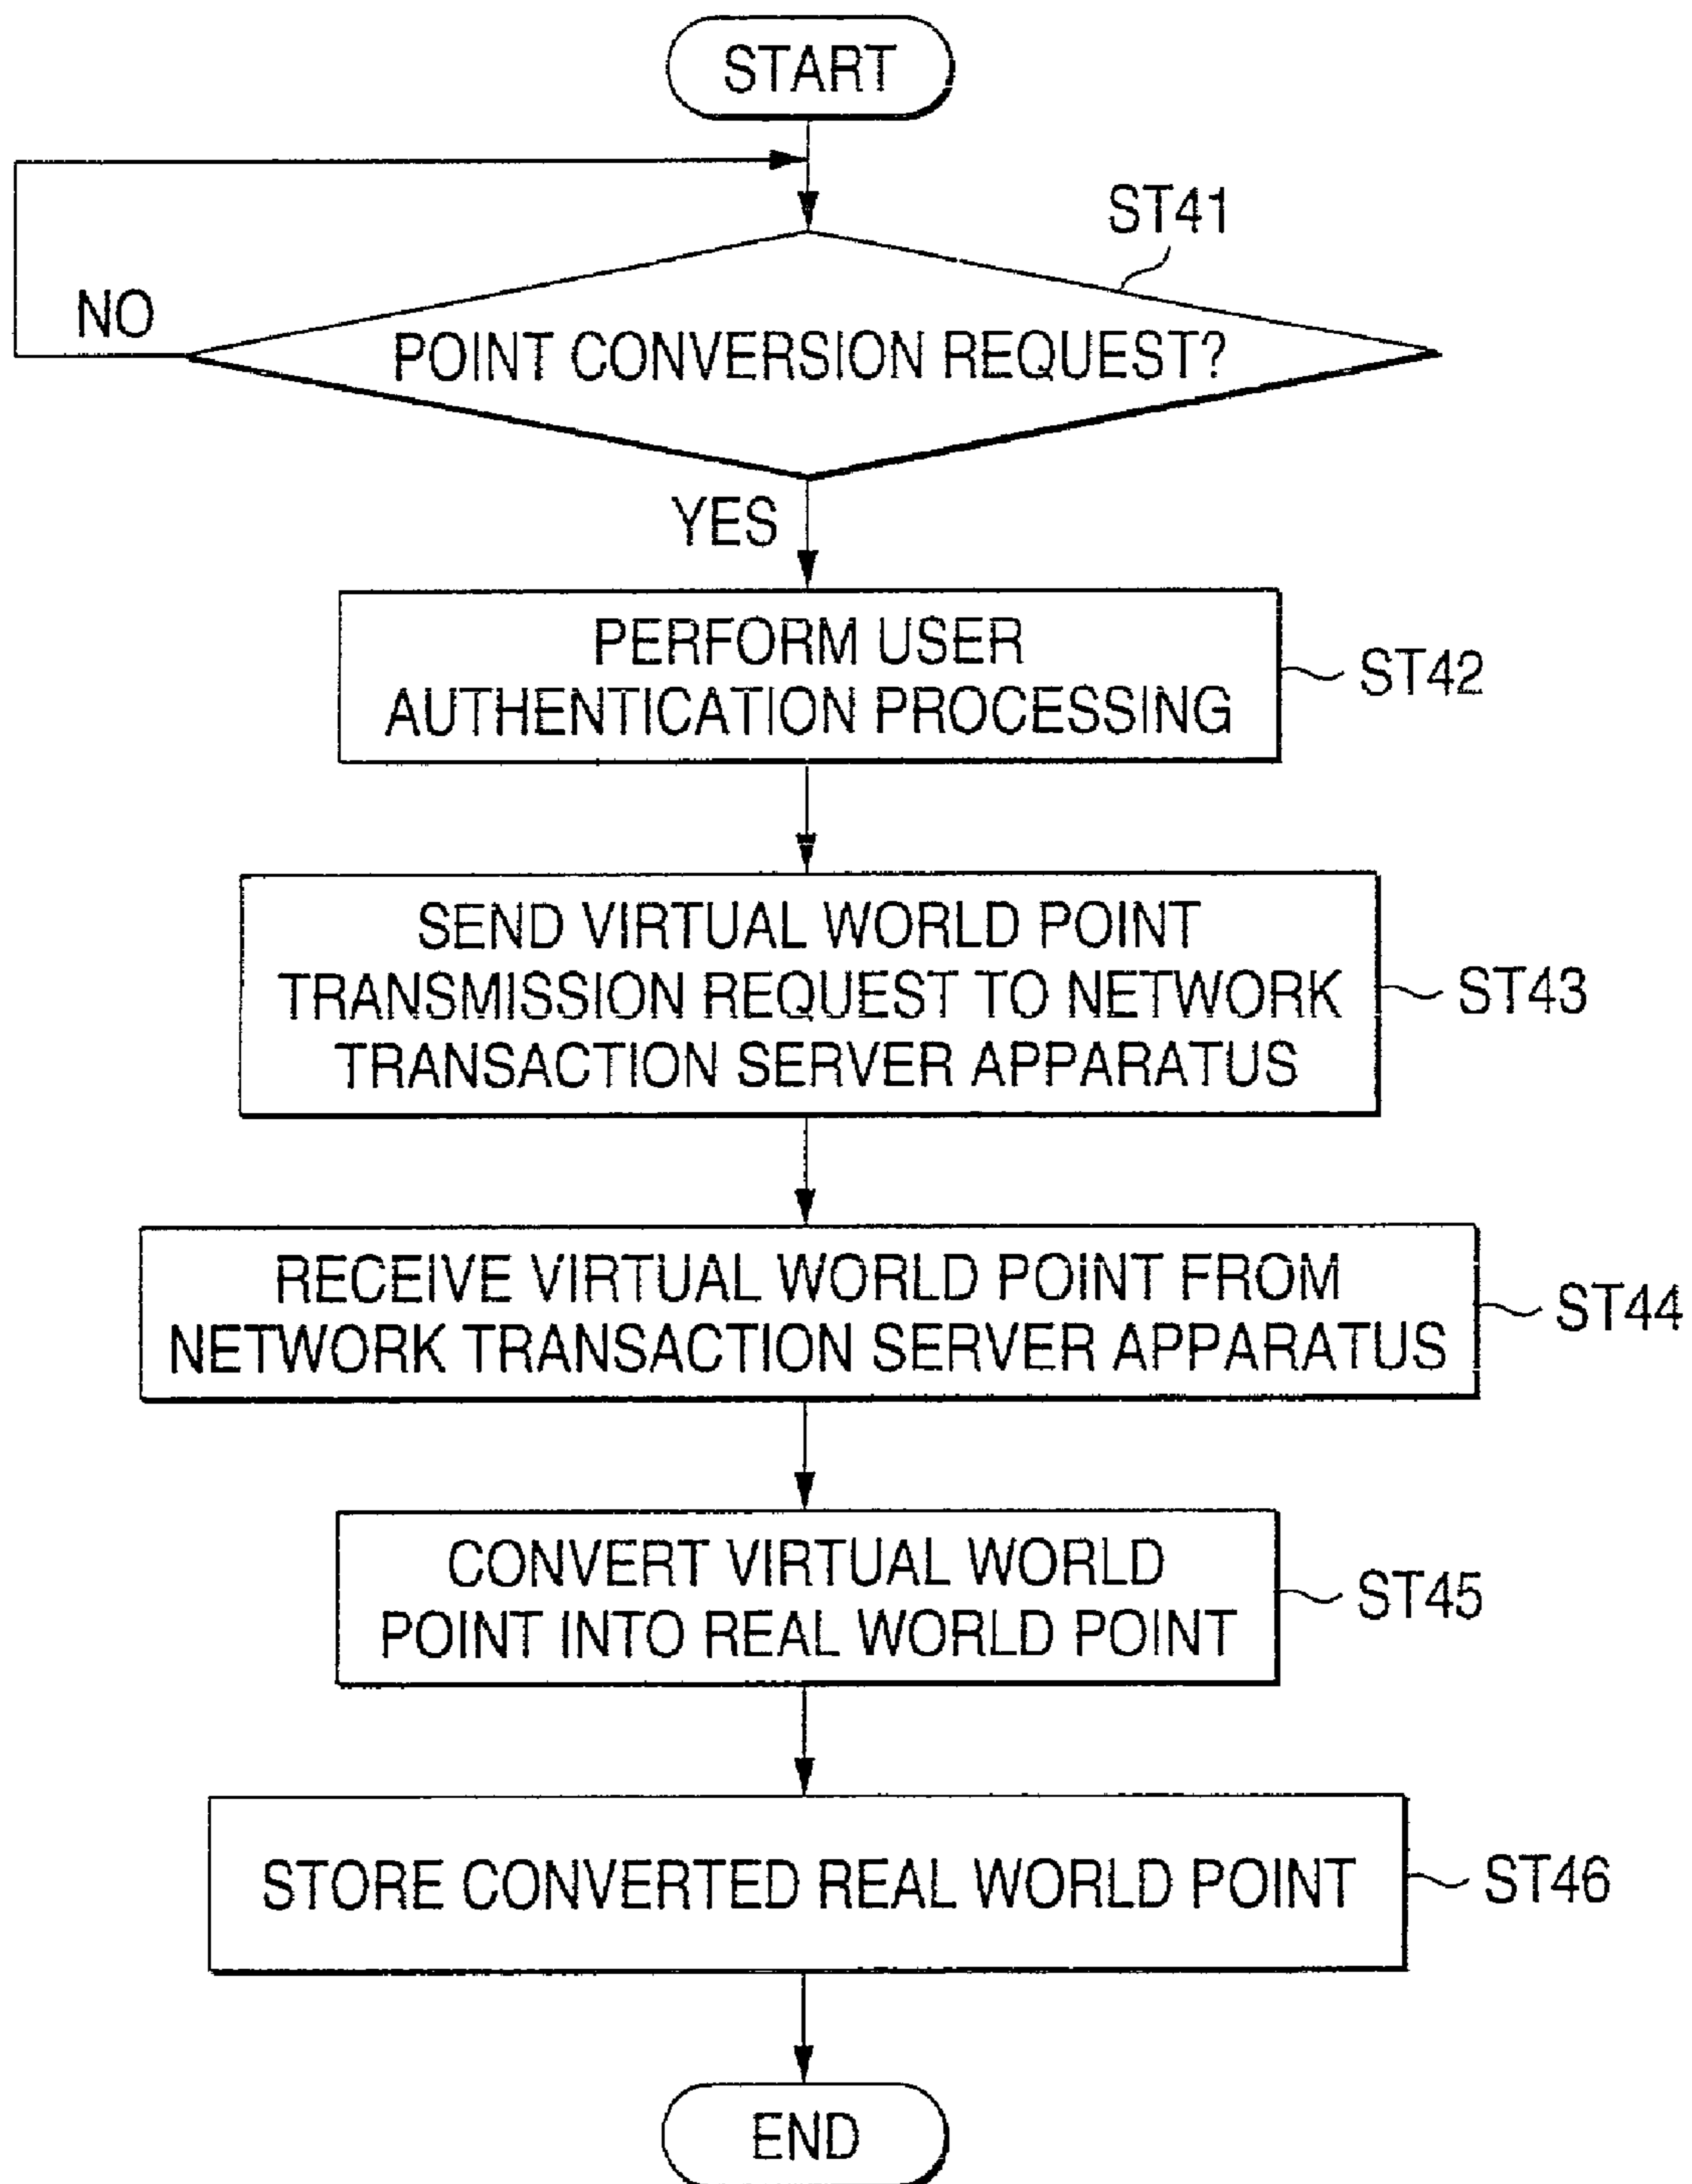 START
ST41
NO
POINT CONVERSION REQUEST?
YES
PERFORM USER
AUTHENTICATION PROCESSING
ST42
SEND VIRTUAL WORLD POINT
TRANSMISSION REQUEST TO NETWORK
TRANSACTION SERVER APPARATUS
ST43
RECEIVE VIRTUAL WORLD POINT FROM
NETWORK TRANSACTION SERVER APPARATUS
ST44
CONVERT VIRTUAL WORLD
POINT INTO REAL WORLD POINT
ST45
STORE CONVERTED REAL WORLD POINT
ST46
END